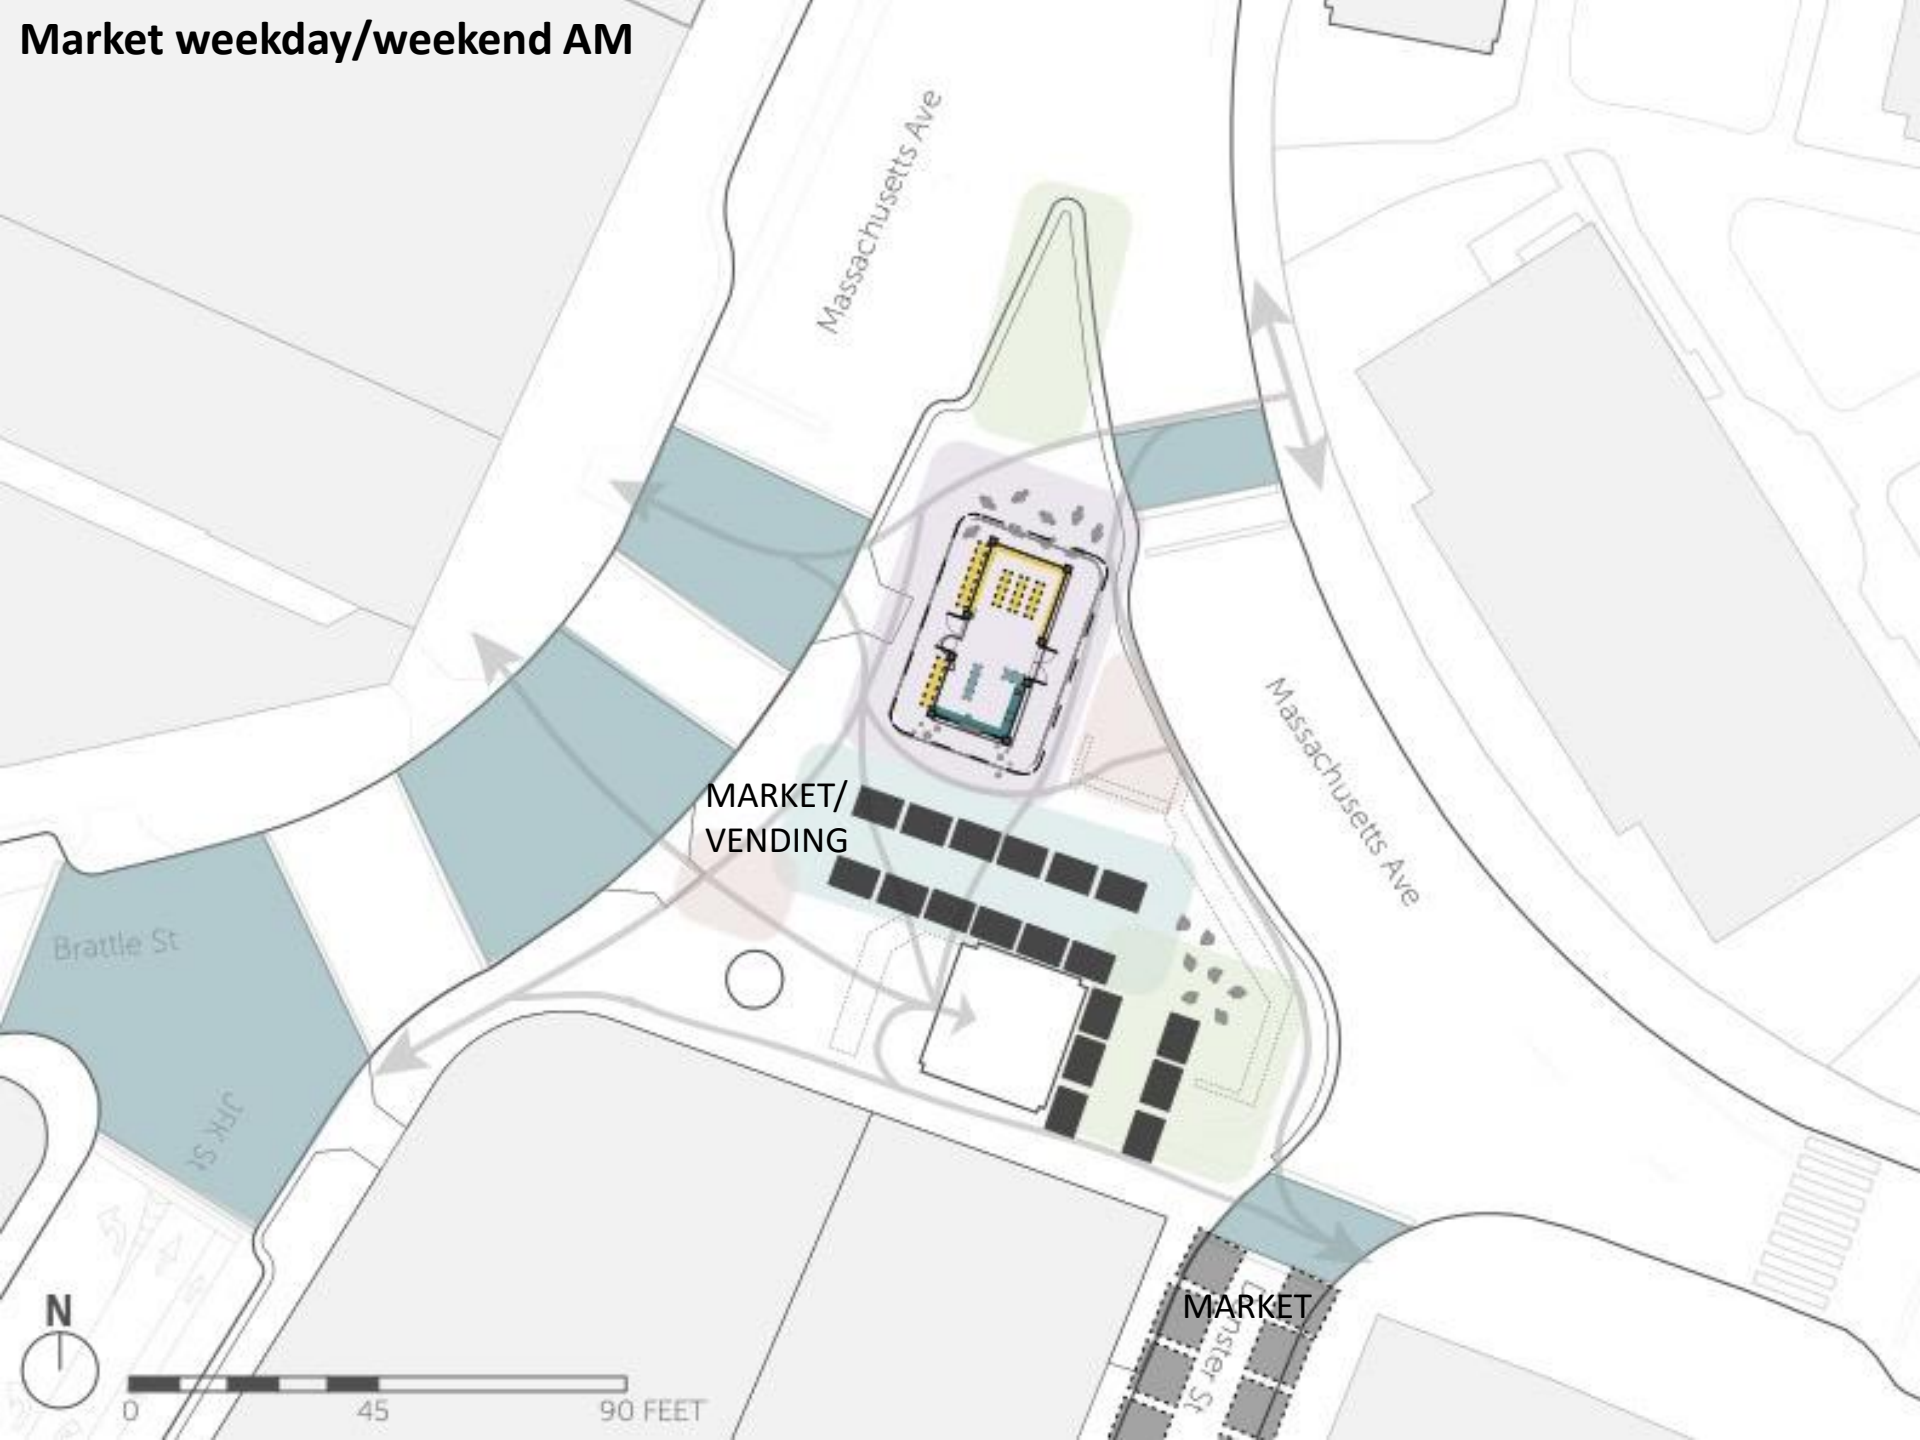 Market weekday/weekend AM
Massachusetts Ave
Massachusetts Ave
MARKET/
VENDING
Brattle St
JFK St
MARKET
N
0 45 90 FEET